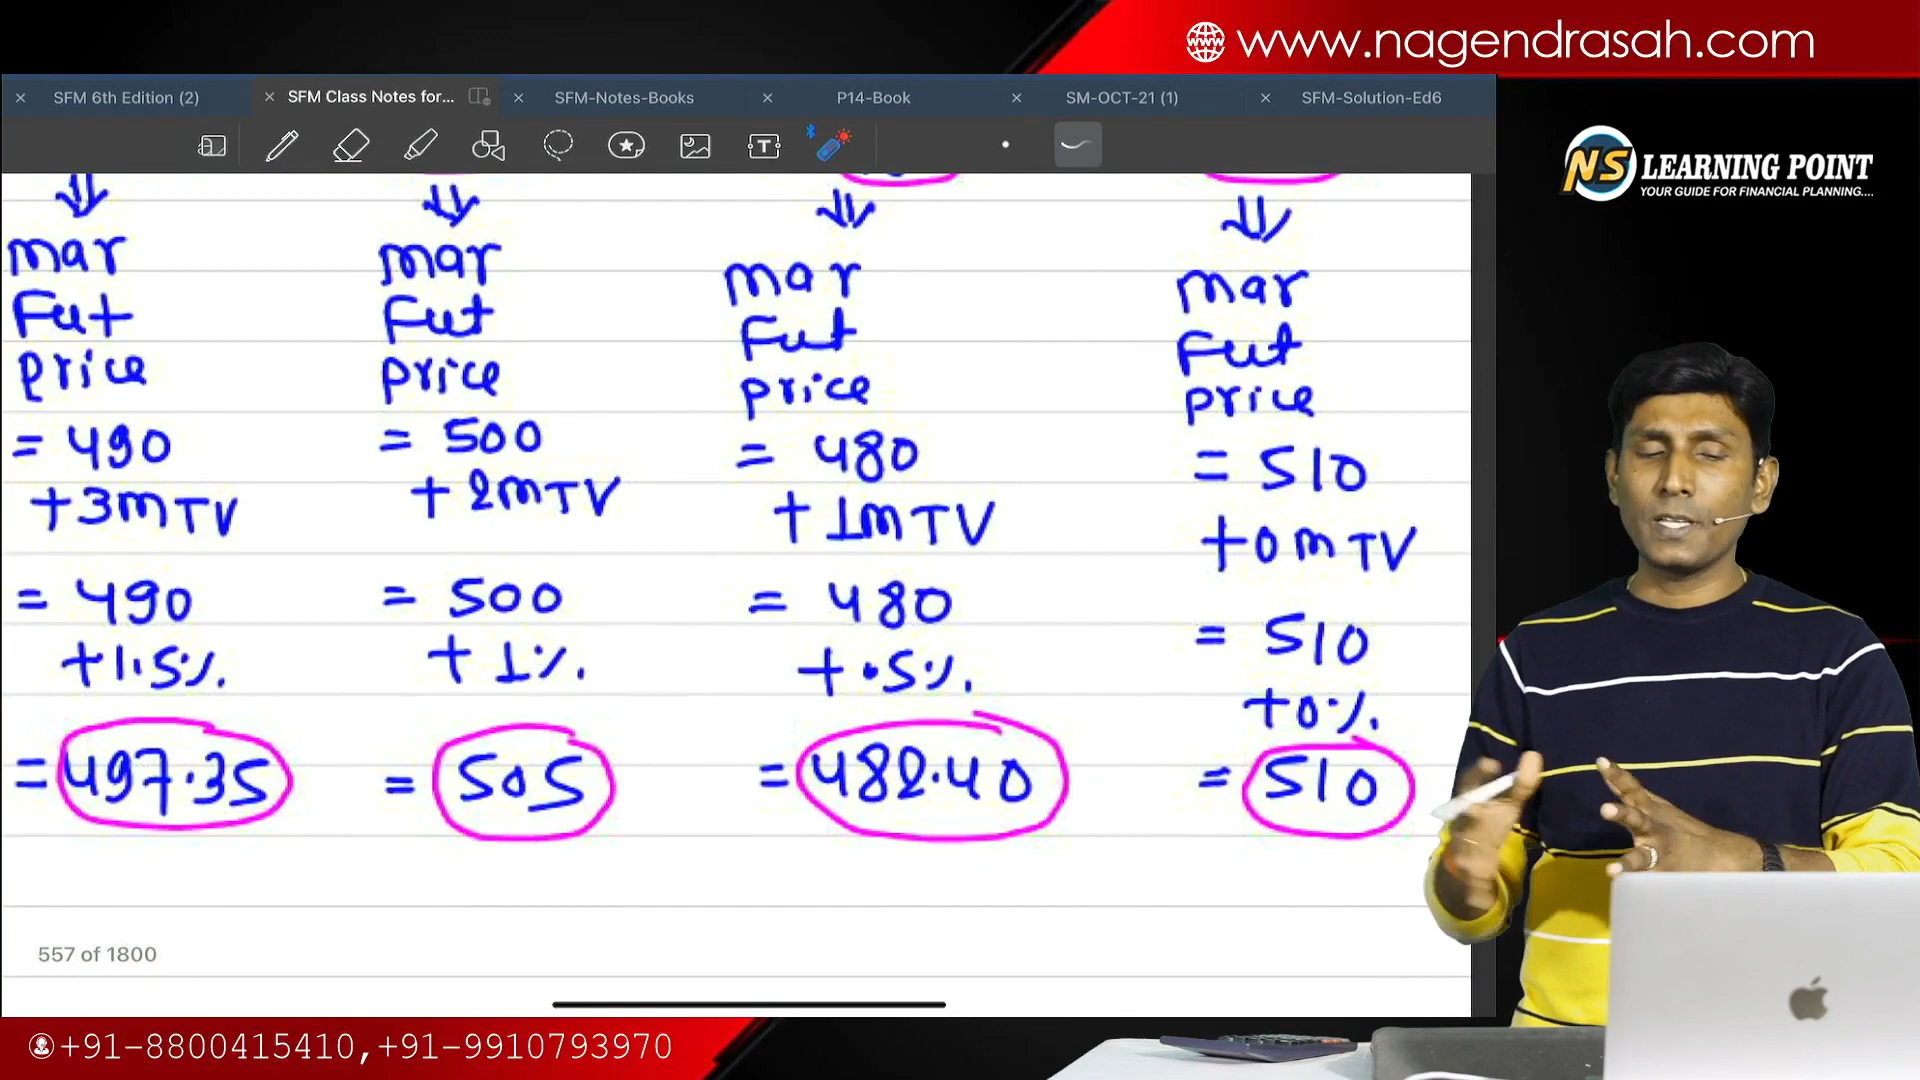 www.nagendrasah.com
SFM 6th Edition (2)
SFM Class Notes for...
SFM-Notes-Books
P14-Book
SM-OCT-21 (1)
SFM-Solution-Ed6
NS LEARNING POINT
YOUR GUIDE FOR FINANCIAL PLANNING....
Mar
Fut
Price
= 490
+3mTV
= 490
+1.5%.
= 497.35
Mar
Fut
Price
= 500
+ 2mTV
= 500
+ 1%.
= 505
Mar
Fut
price
= 480
+ 1mTV
= 480
+ .5%.
= 482.40
Mar
Fut
price
= 510
+0mTV
= 510
+0%.
= 510
557 of 1800
+91-8800415410,+91-9910793970